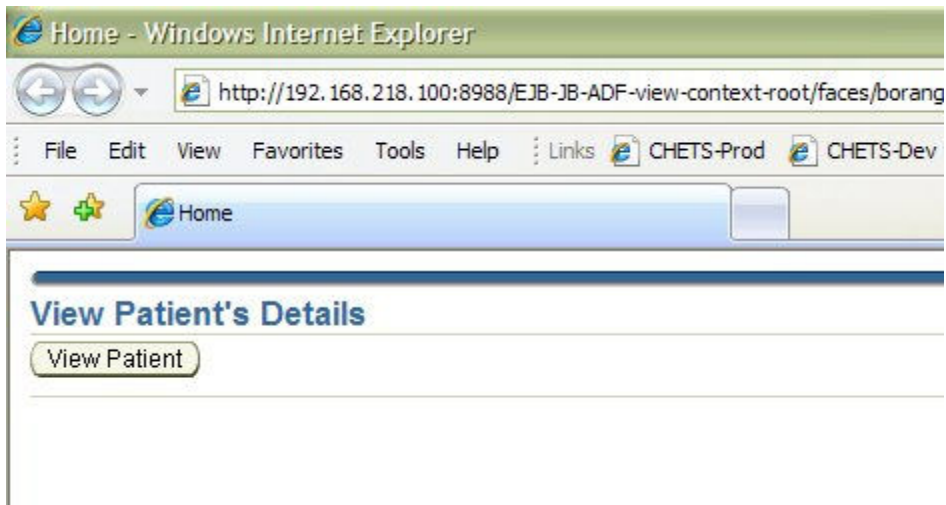 Home - Windows Internet Explorer
http://192.168.218.100:8988/EJB-JB-ADF-view-context-root/faces/borang
File Edit View Favorites Tools Help Links CHETS-Prod CHETS-Dev
Home
View Patient's Details
View Patient